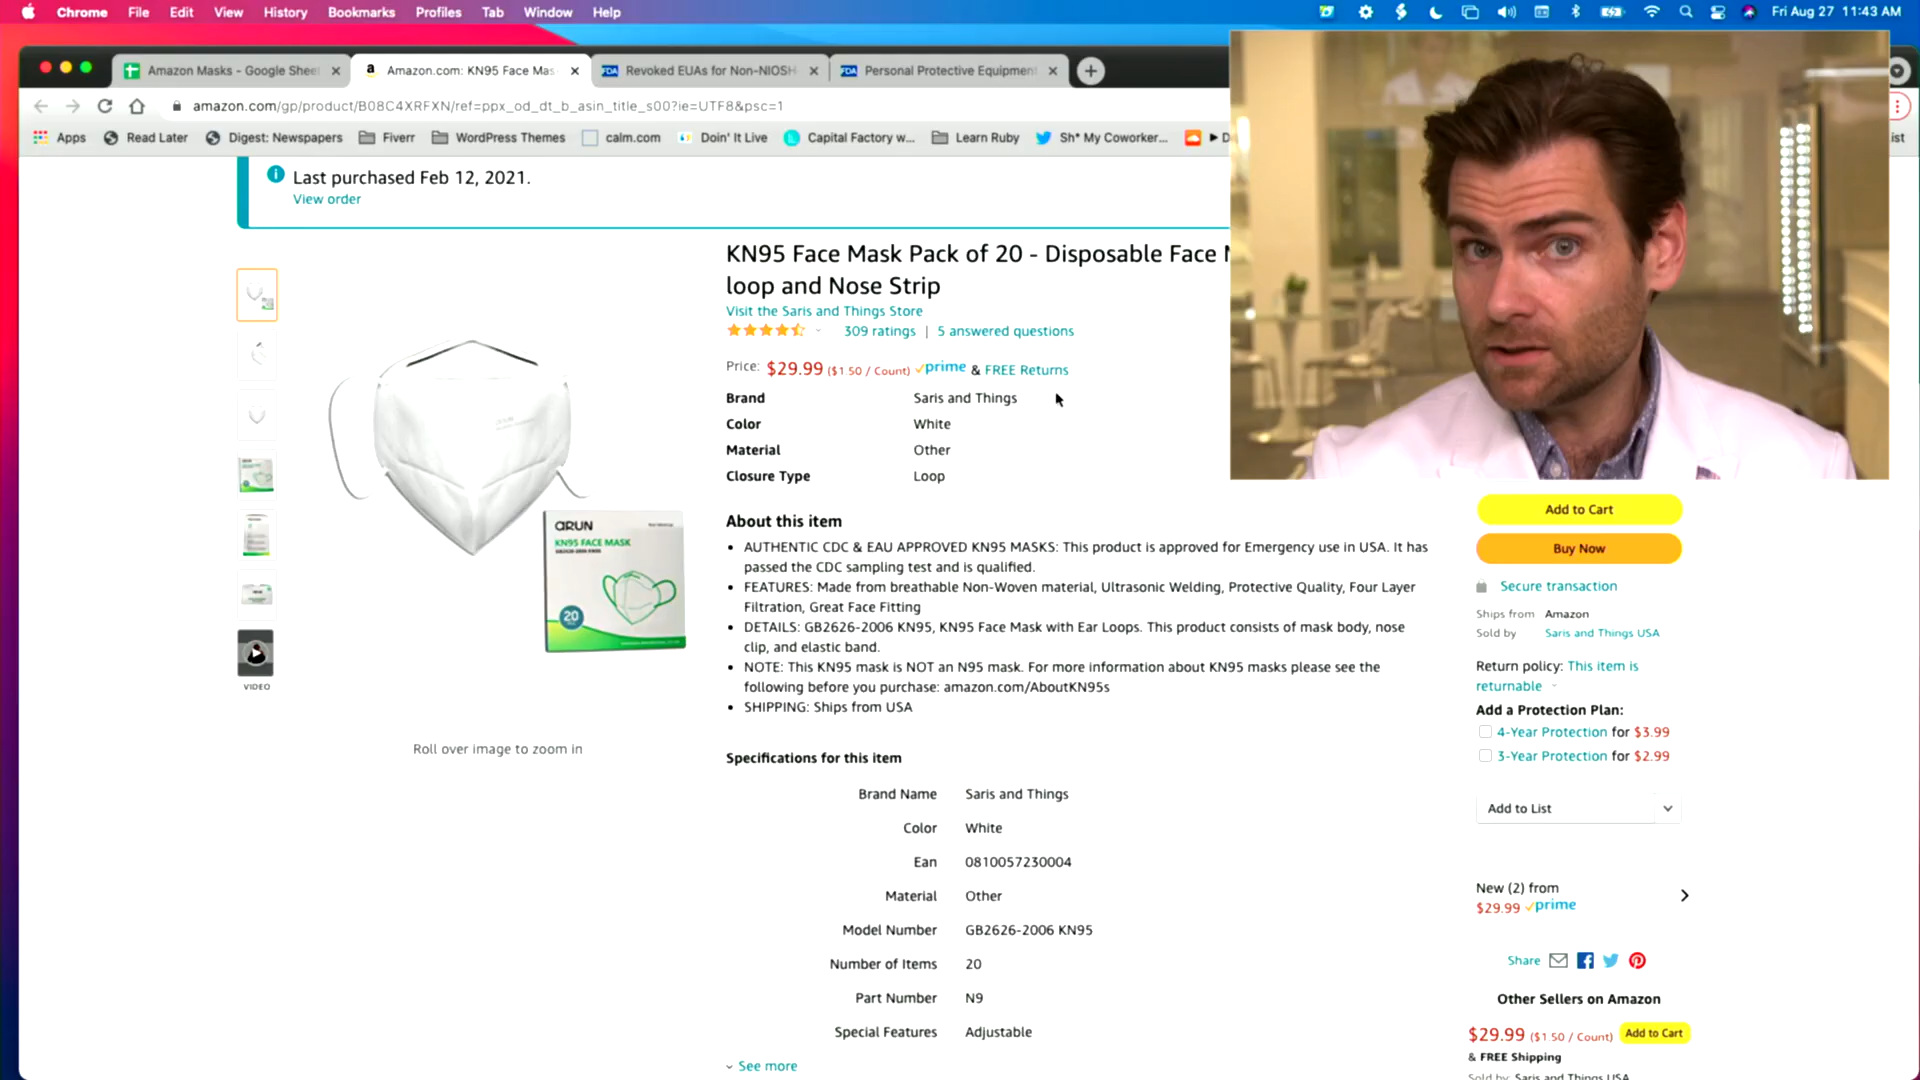 Chrome File Edit View History Bookmarks Profiles Tab Window Help
Fri Aug 27 11:43 AM
Amazon Masks - Google Sheet
Amazon.com: KN95 Face Mas
Revoked EUAs for Non-NIOSH
Personal Protective Equipment
amazon.com/gp/product/B08C4XRFXN/ref=ppx_od_dt_b_asin_title_s00?ie=UTF8&psc=1
Apps Read Later Digest: Newspapers Fiverr WordPress Themes calm.com Doin' It Live Capital Factory w... Learn Ruby Sh* My Coworker... ist
Last purchased Feb 12, 2021.
View order
KN95 Face Mask Pack of 20 - Disposable Face
loop and Nose Strip
Visit the Saris and Things Store
309 ratings | 5 answered questions
Price: $29.99 ($1.50 / Count) prime & FREE Returns
Brand Saris and Things
Color White
Material Other
Closure Type Loop
About this item
• AUTHENTIC CDC & EAU APPROVED KN95 MASKS: This product is approved for Emergency use in USA. It has
passed the CDC sampling test and is qualified.
• FEATURES: Made from breathable Non-Woven material, Ultrasonic Welding, Protective Quality, Four Layer
Filtration, Great Face Fitting
• DETAILS: GB2626-2006 KN95, KN95 Face Mask with Ear Loops. This product consists of mask body, nose
clip, and elastic band.
• NOTE: This KN95 mask is NOT an N95 mask. For more information about KN95 masks please see the
following before you purchase: amazon.com/AboutKN95s
• SHIPPING: Ships from USA
Specifications for this item
Brand Name Saris and Things
Color White
Ean 0810057230004
Material Other
Model Number GB2626-2006 KN95
Number of Items 20
Part Number N9
Special Features Adjustable
See more
ARUN
KN95 FACE MASK
20
VIDEO
Roll over image to zoom in
Add to Cart
Buy Now
Secure transaction
Ships from Amazon
Sold by Saris and Things USA
Return policy: This item is
returnable
Add a Protection Plan:
4-Year Protection for $3.99
3-Year Protection for $2.99
Add to List
New (2) from
$29.99 prime
Share
Other Sellers on Amazon
$29.99 ($1.50 / Count) Add to Cart
& FREE Shipping
Sold by: Saris and Things USA